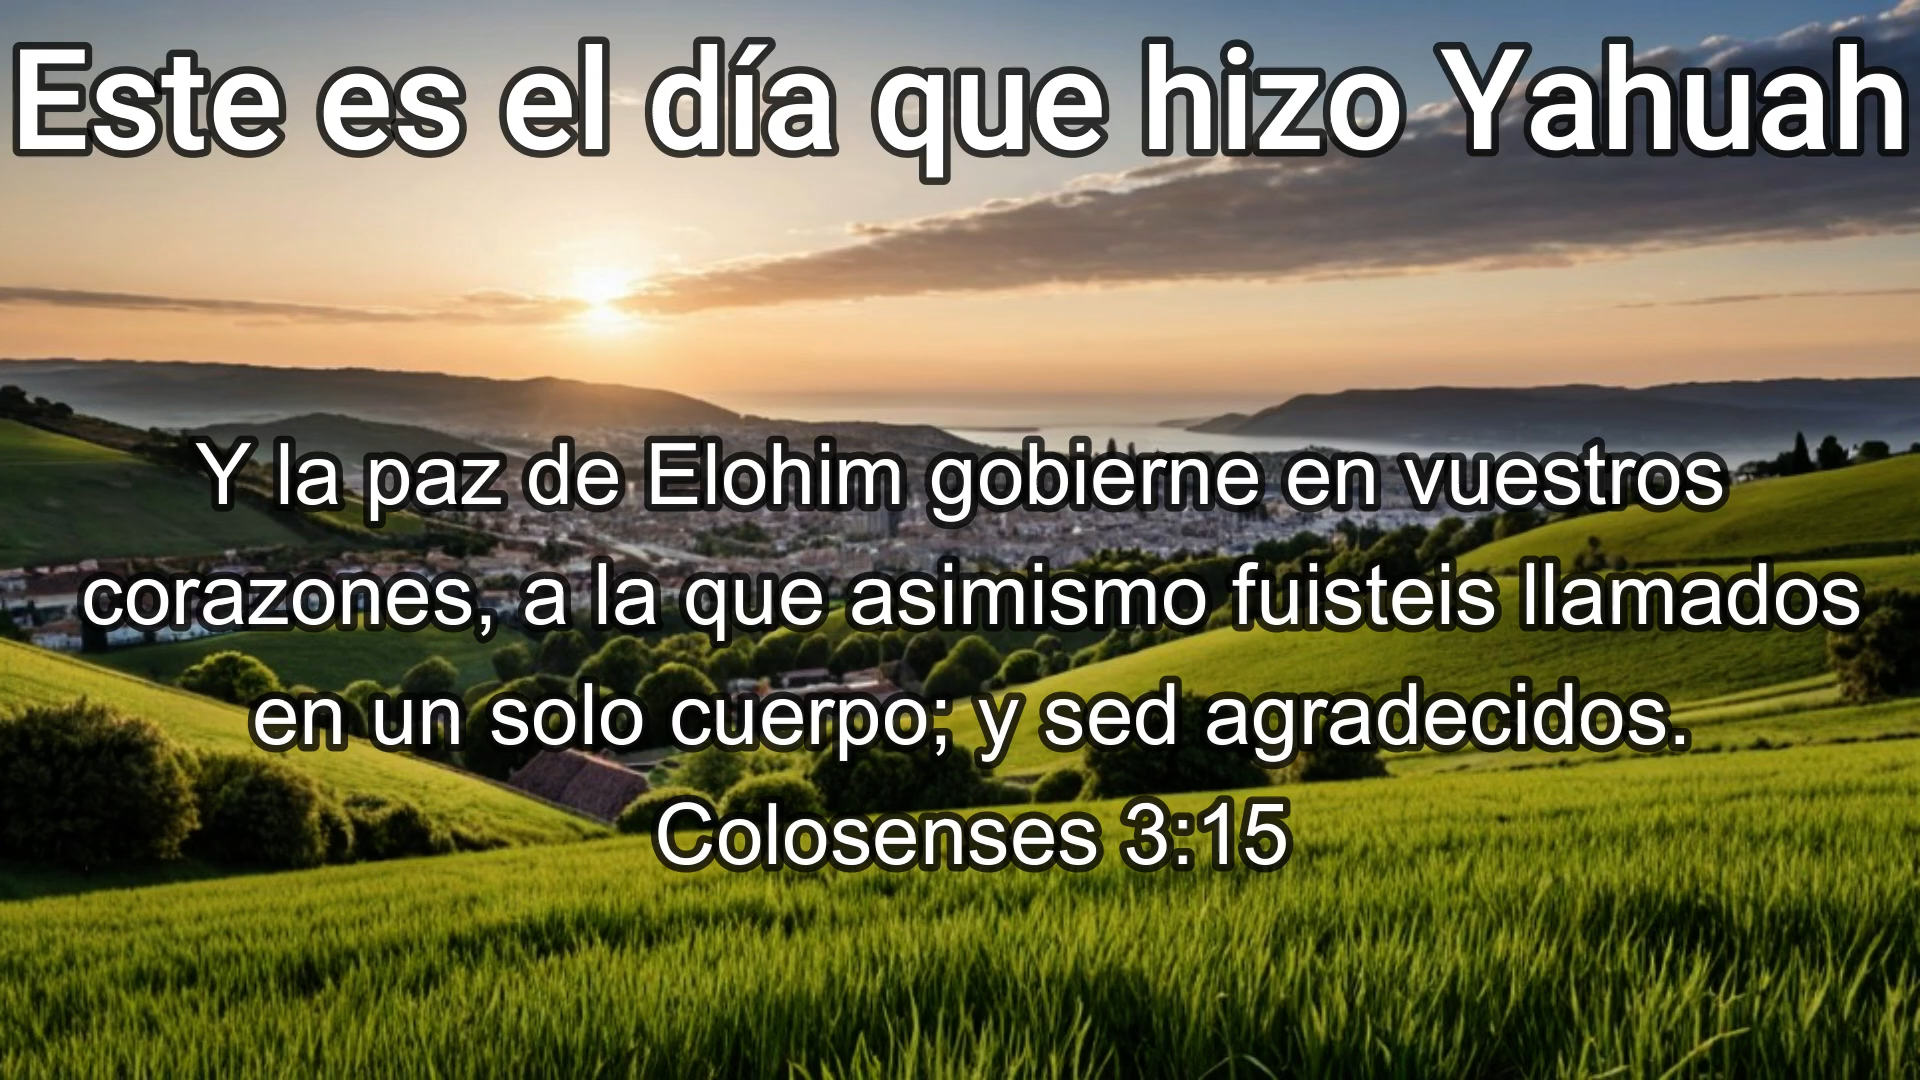 Este es el día que hizo Yahuah
Y la paz de Elohim gobierne en vuestros
corazones, a la que asimismo fuisteis llamados
en un solo cuerpo; y sed agradecidos.
Colosenses 3:15